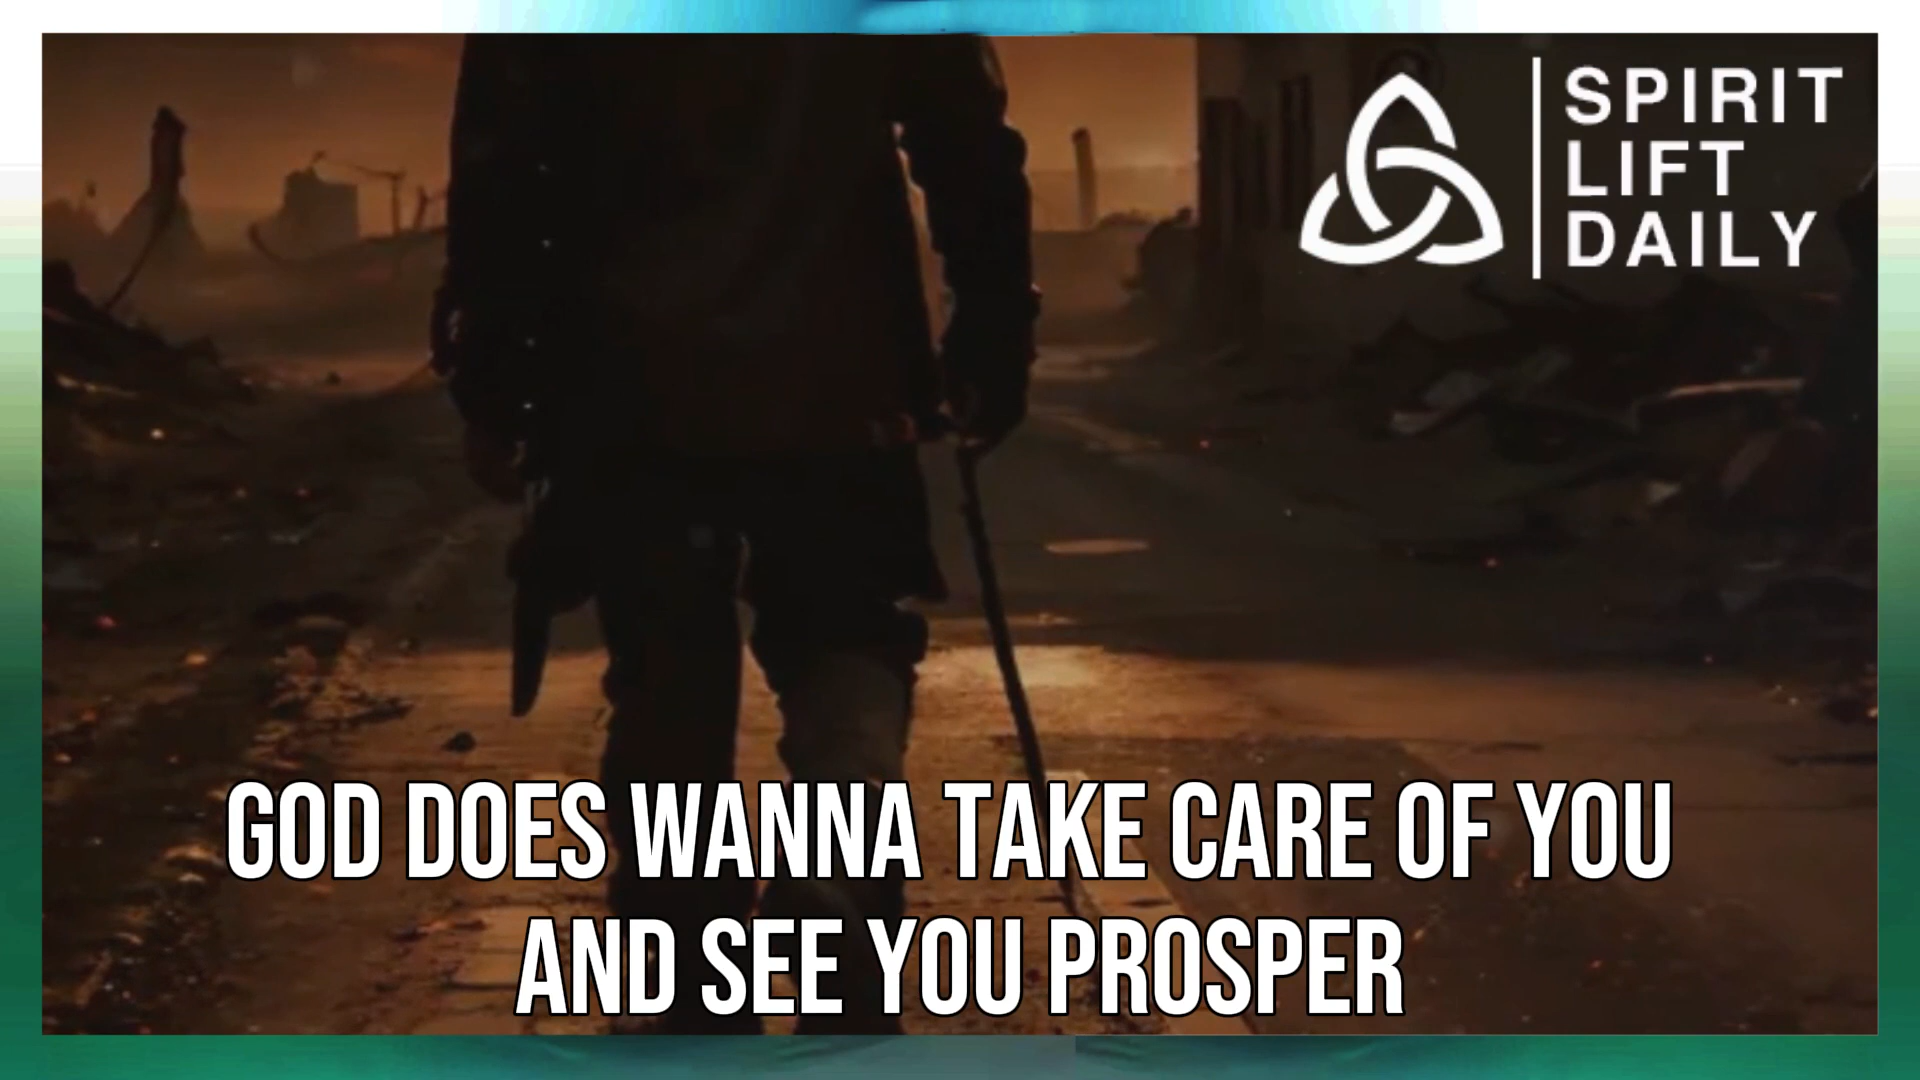 SPIRIT
LIFT
DAILY
GOD DOES WANNA TAKE CARE OF YOU
AND SEE YOU PROSPER